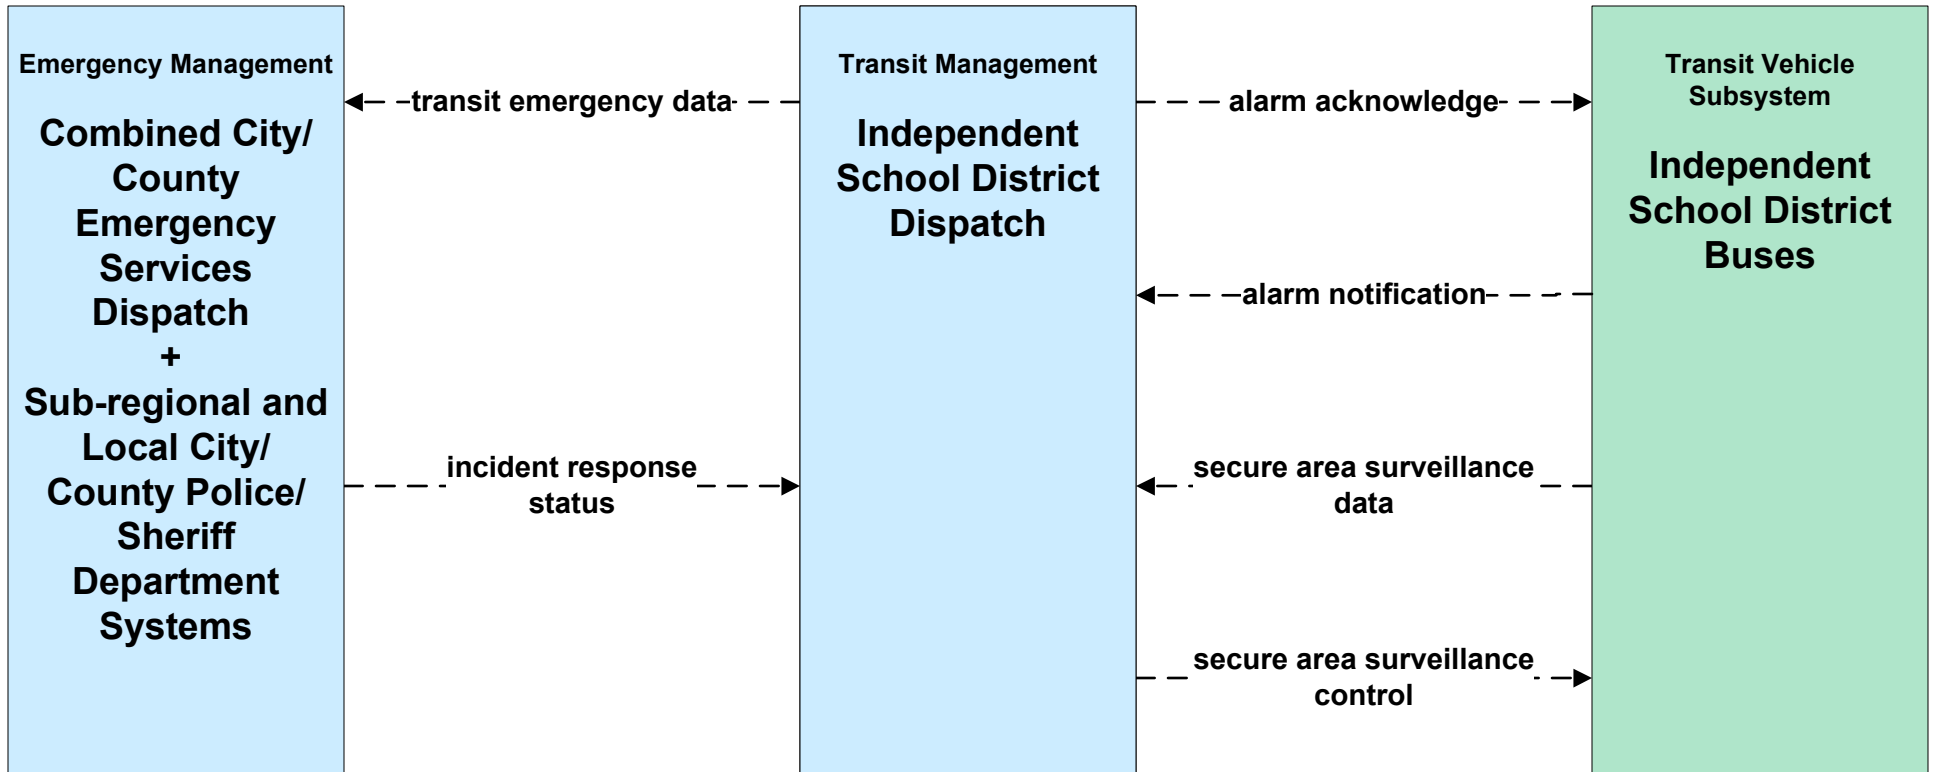 Emergency Management
Combined City/
County
Emergency
Services
Dispatch
+
Sub-regional and
Local City/
County Police/
Sheriff
Department
Systems
transit emergency data
incident response
status
Transit Management
Independent
School District
Dispatch
alarm acknowledge
alarm notification
secure area surveillance
data
secure area surveillance
control
Transit Vehicle
Subsystem
Independent
School District
Buses